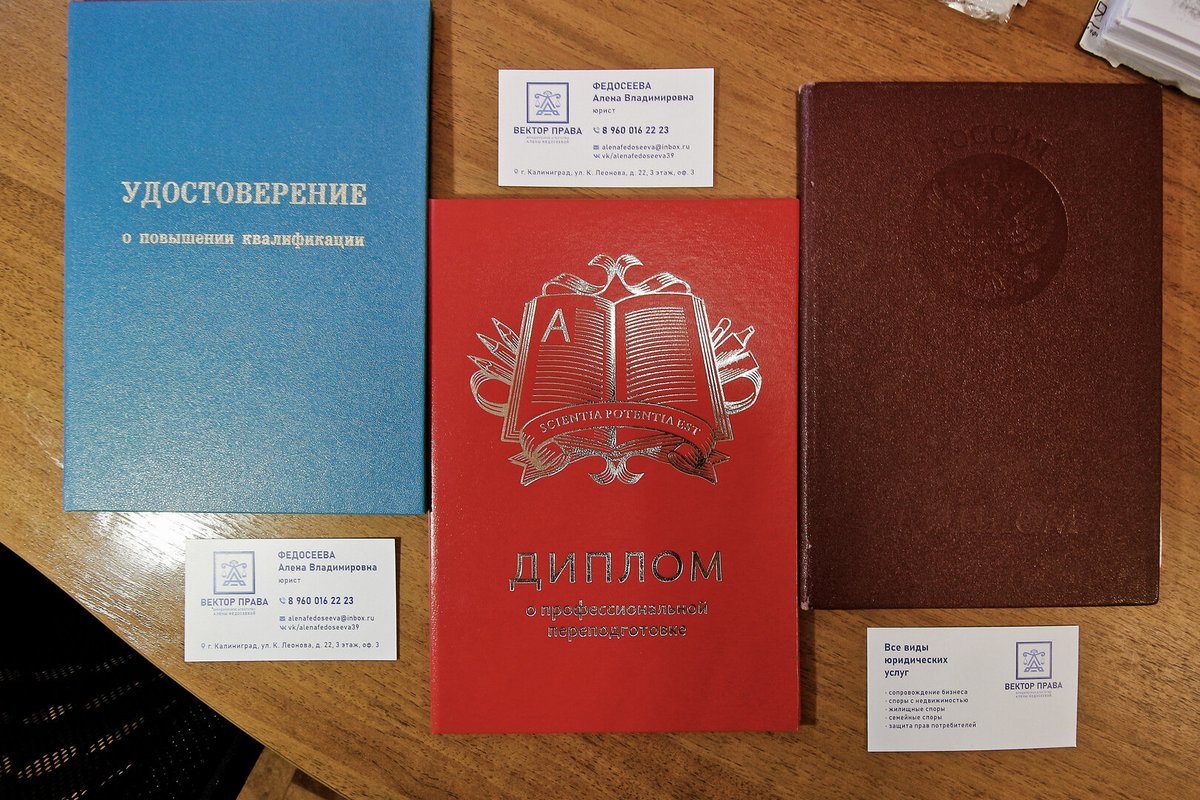 УДОСТОВЕРЕНИЕ
о повышении квалификации
ВЕКТОР ПРАВА
ФЕДОСЕЕВА
Алена Владимировна
юрист
8 960 016 22 23
alenafedoseeva@inbox.ru
vk/alenafedoseeva39
г. Калининград, ул. К. Леонова, д. 22, 3 этаж, оф. 3
A
SCIENTIA POTENTIA EST
ДИПЛОМ
о профессиональной
переподготовке
ВЕКТОР ПРАВА
ФЕДОСЕЕВА
Алена Владимировна
юрист
8 960 016 22 23
alenafedoseeva@inbox.ru
vk/alenafedoseeva39
г. Калининград, ул. К. Леонова, д. 22, 3 этаж, оф. 3
Все виды
юридических
услуг
· сопровождение бизнеса
· споры с недвижимостью
· жилищные споры
· семейные споры
· защита прав потребителей
ВЕКТОР ПРАВА